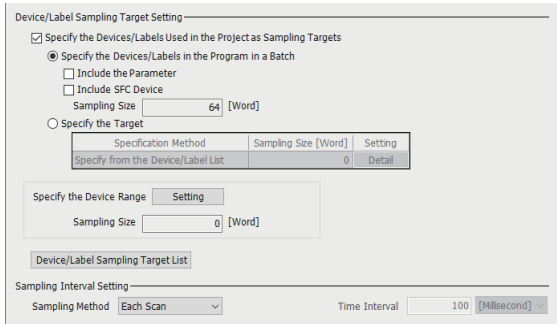 Device/Label Sampling Target Setting
Specify the Devices/Labels Used in the Project as Sampling Targets
Specify the Devices/Labels in the Program in a Batch
Include the Parameter
Include SFC Device
Sampling Size 64 [Word]
Specify the Target
Specification Method Sampling Size [Word] Setting
Specify from the Device/Label List 0 Detail
Specify the Device Range Setting
Sampling Size 0 [Word]
Device/Label Sampling Target List
Sampling Interval Setting
Sampling Method Each Scan Time Interval 100 [Millisecond]